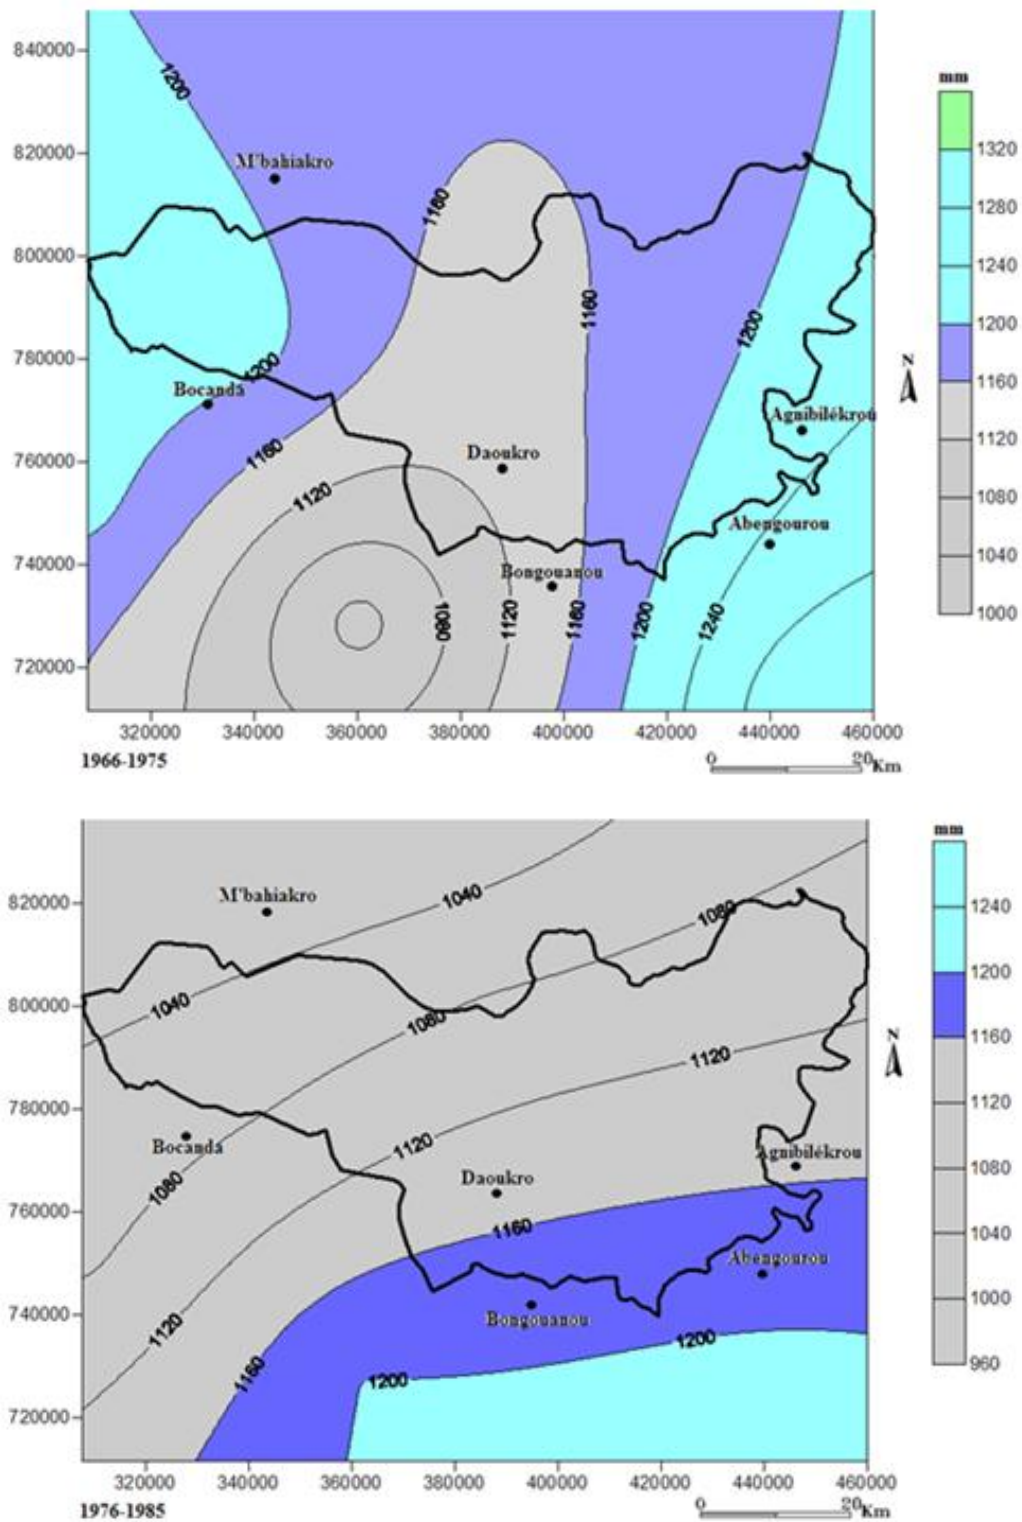 mm
840000
1200
1320
M'bahiakro
820000
1280
1160
800000
1240
1160
1200
1200
780000
1200
1160
N
Bocanda
Agnibilékrou
1160
1120
760000
Daoukro
1120
1080
Abengourou
740000
Bongouanou
1040
1080
1120
1160
1200
1240
1000
720000
320000 340000 360000 380000 400000 420000 440000 460000
1966-1975
0 20 Km
mm
M'bahiakro
1040
1240
820000
1080
1200
1040
800000
1080
1160
N
1120
1120
780000
1120
Bocanda
Agnibilékrou
1080
Daoukro
1080
760000
1160
1040
Abengourou
1120
740000
Bongouanou
1000
1200
1160
1200
960
720000
320000 340000 360000 380000 400000 420000 440000 460000
1976-1985
0 20 Km